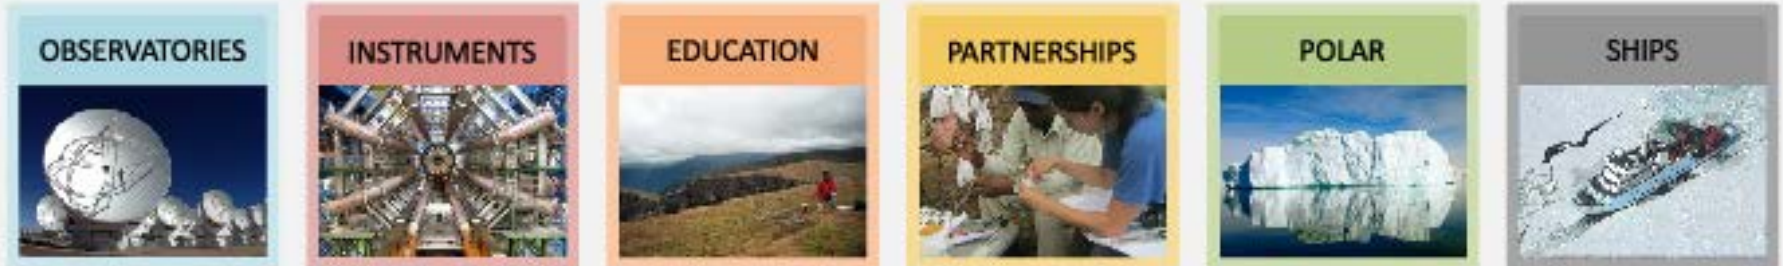 OBSERVATORIES
INSTRUMENTS
EDUCATION
PARTNERSHIPS
POLAR
SHIPS